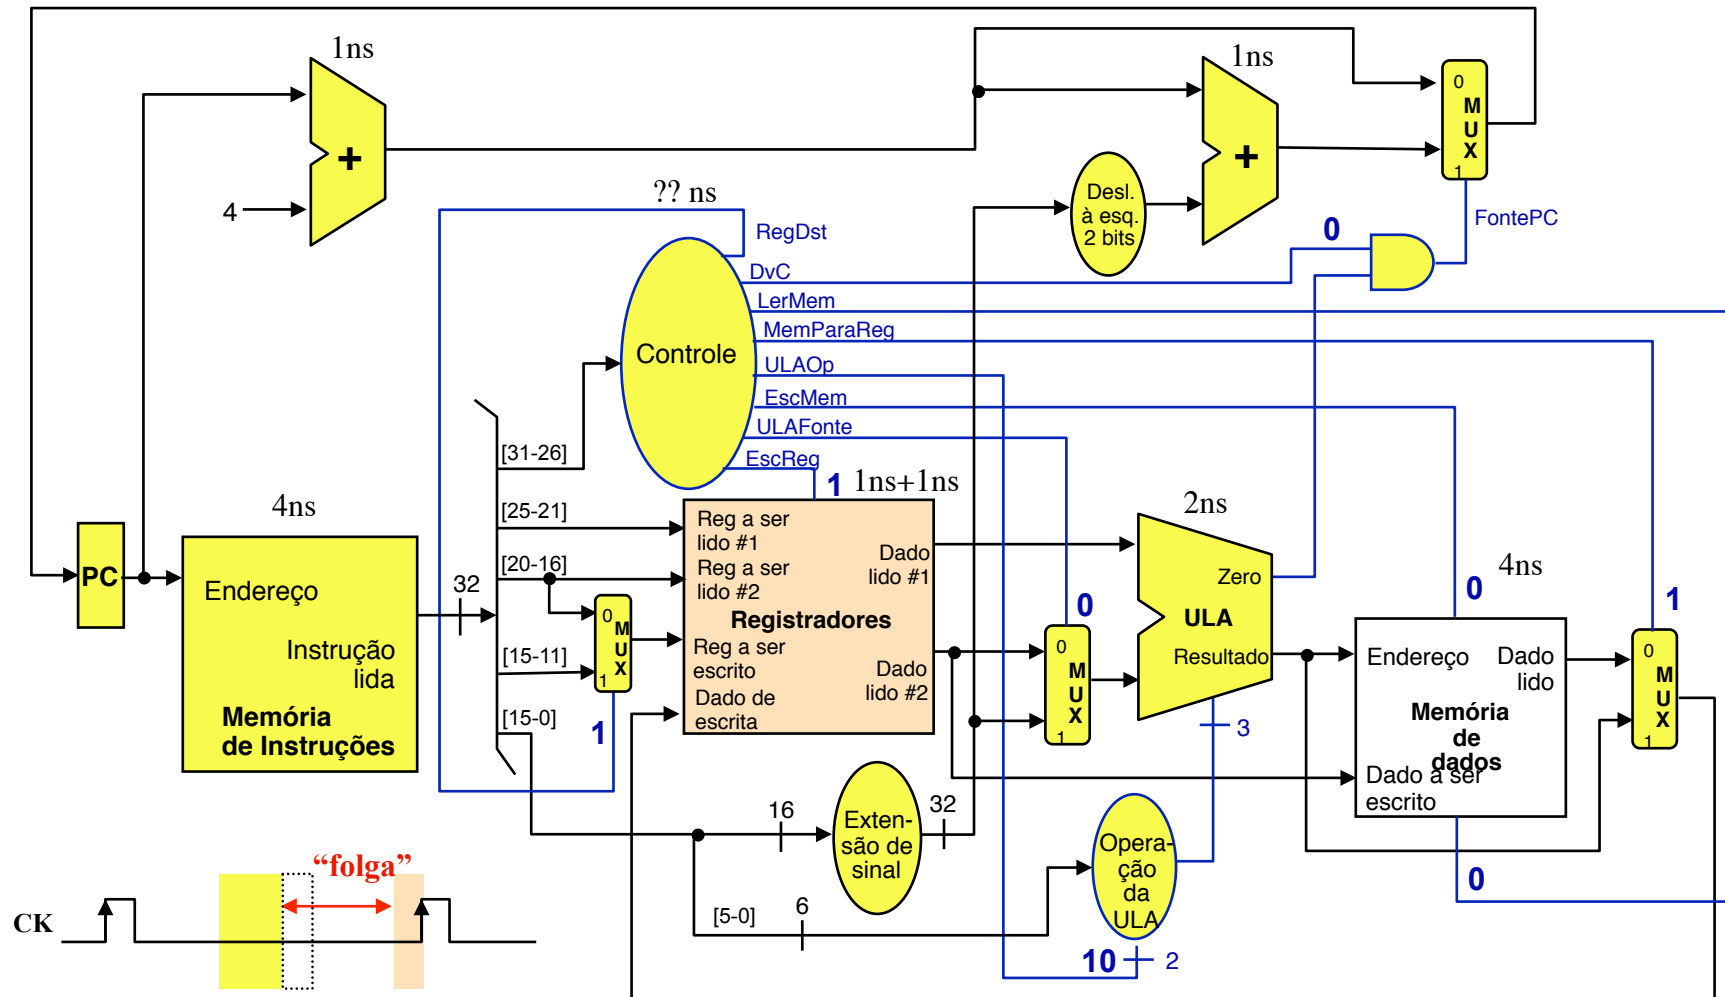 1ns
1ns
0
M
U
X
1
+
+
4
Desl.
à esq.
2 bits
FontePC
?? ns
RegDst
0
DvC
LerMem
MemParaReg
ULAOp
EscMem
ULAFonte
EscReg
Controle
[31-26]
[25-21]
[20-16]
[15-11]
[15-0]
1
1ns+1ns
4ns
PC
Endereço
Instrução
lida
Memória
de Instruções
32
0
M
U
X
1
1
Reg a ser
lido #1
Reg a ser
lido #2
Registradores
Reg a ser
escrito
Dado de
escrita
Dado
lido #1
Dado
lido #2
0
0
M
U
X
1
2ns
Zero
ULA
Resultado
3
4ns
0
Endereço
Dado
lido
Memória
de
dados
Dado a ser
escrito
0
1
0
M
U
X
1
16
Exten-
são de
sinal
32
[5-0]
6
Opera-
ção
da
ULA
10
2
“folga”
CK